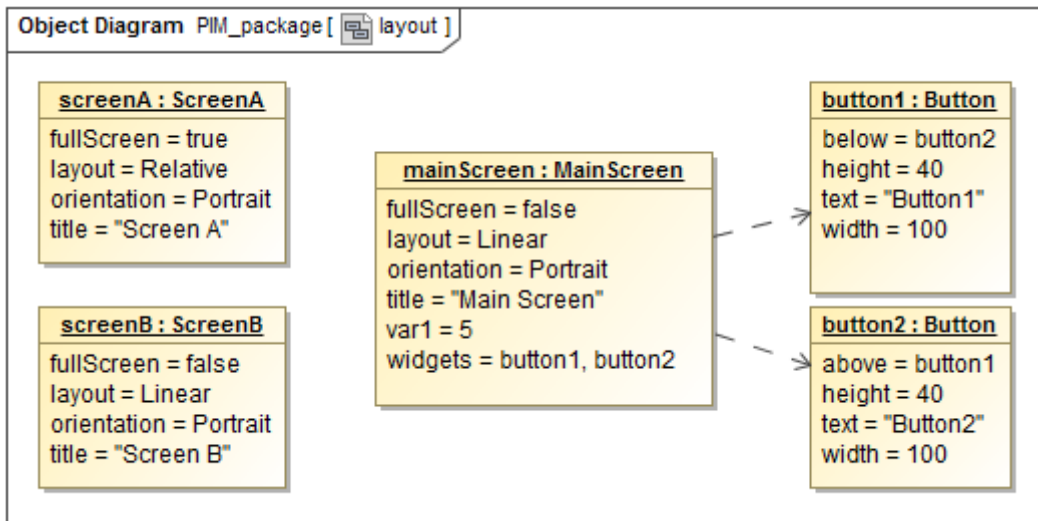 Object Diagram PIM_package [ layout ]
screenA : ScreenA
fullScreen = true
layout = Relative
orientation = Portrait
title = "Screen A"
screenB : ScreenB
fullScreen = false
layout = Linear
orientation = Portrait
title = "Screen B"
mainScreen : MainScreen
fullScreen = false
layout = Linear
orientation = Portrait
title = "Main Screen"
var1 = 5
widgets = button1, button2
button1 : Button
below = button2
height = 40
text = "Button1"
width = 100
button2 : Button
above = button1
height = 40
text = "Button2"
width = 100